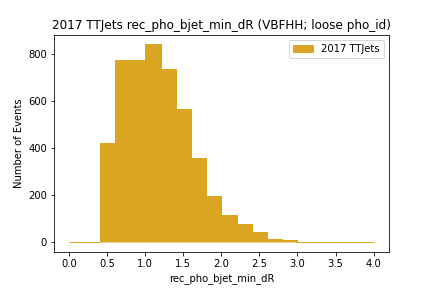 2017 TTJets rec_pho_bjet_min_dR (VBFHH; loose pho_id)
2017 TTJets
Number of Events
800
600
400
200
0
0.0 0.5 1.0 1.5 2.0 2.5 3.0 3.5 4.0
rec_pho_bjet_min_dR